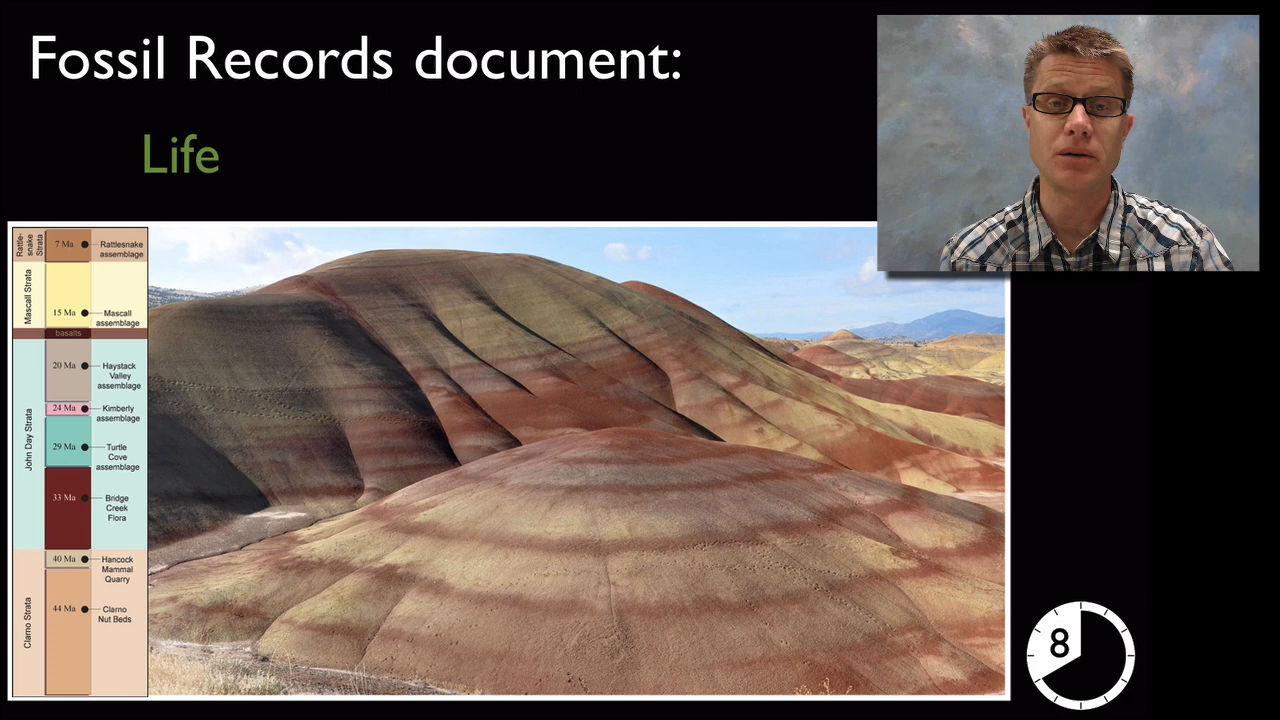 Fossil Records document:
Life
Rattle-
snake
Strata
7 Ma
Rattlesnake
assemblage
Mascall Strata
15 Ma
Mascall
assemblage
basalts
John Day Strata
20 Ma
Haystack
Valley
assemblage
24 Ma
Kimberly
assemblage
29 Ma
Turtle
Cove
assemblage
33 Ma
Bridge
Creek
Flora
Clarno Strata
40 Ma
Hancock
Mammal
Quarry
44 Ma
Clarno
Nut Beds
8